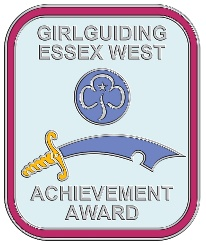 GIRLGUIDING
ESSEX WEST
ACHIEVEMENT
AWARD